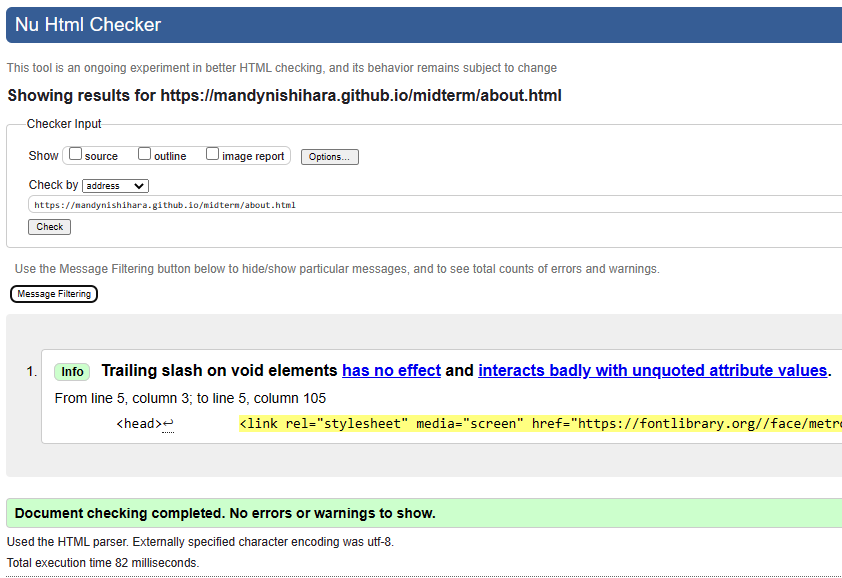 Nu Html Checker
This tool is an ongoing experiment in better HTML checking, and its behavior remains subject to change
Showing results for https://mandynishihara.github.io/midterm/about.html
Checker Input
Show source outline image report Options...
Check by address
https://mandynishihara.github.io/midterm/about.html
Check
Use the Message Filtering button below to hide/show particular messages, and to see total counts of errors and warnings.
Message Filtering
1. Info Trailing slash on void elements has no effect and interacts badly with unquoted attribute values.
From line 5, column 3; to line 5, column 105
<head>↩ <link rel="stylesheet" media="screen" href="https://fontlibrary.org//face/metro
Document checking completed. No errors or warnings to show.
Used the HTML parser. Externally specified character encoding was utf-8.
Total execution time 82 milliseconds.